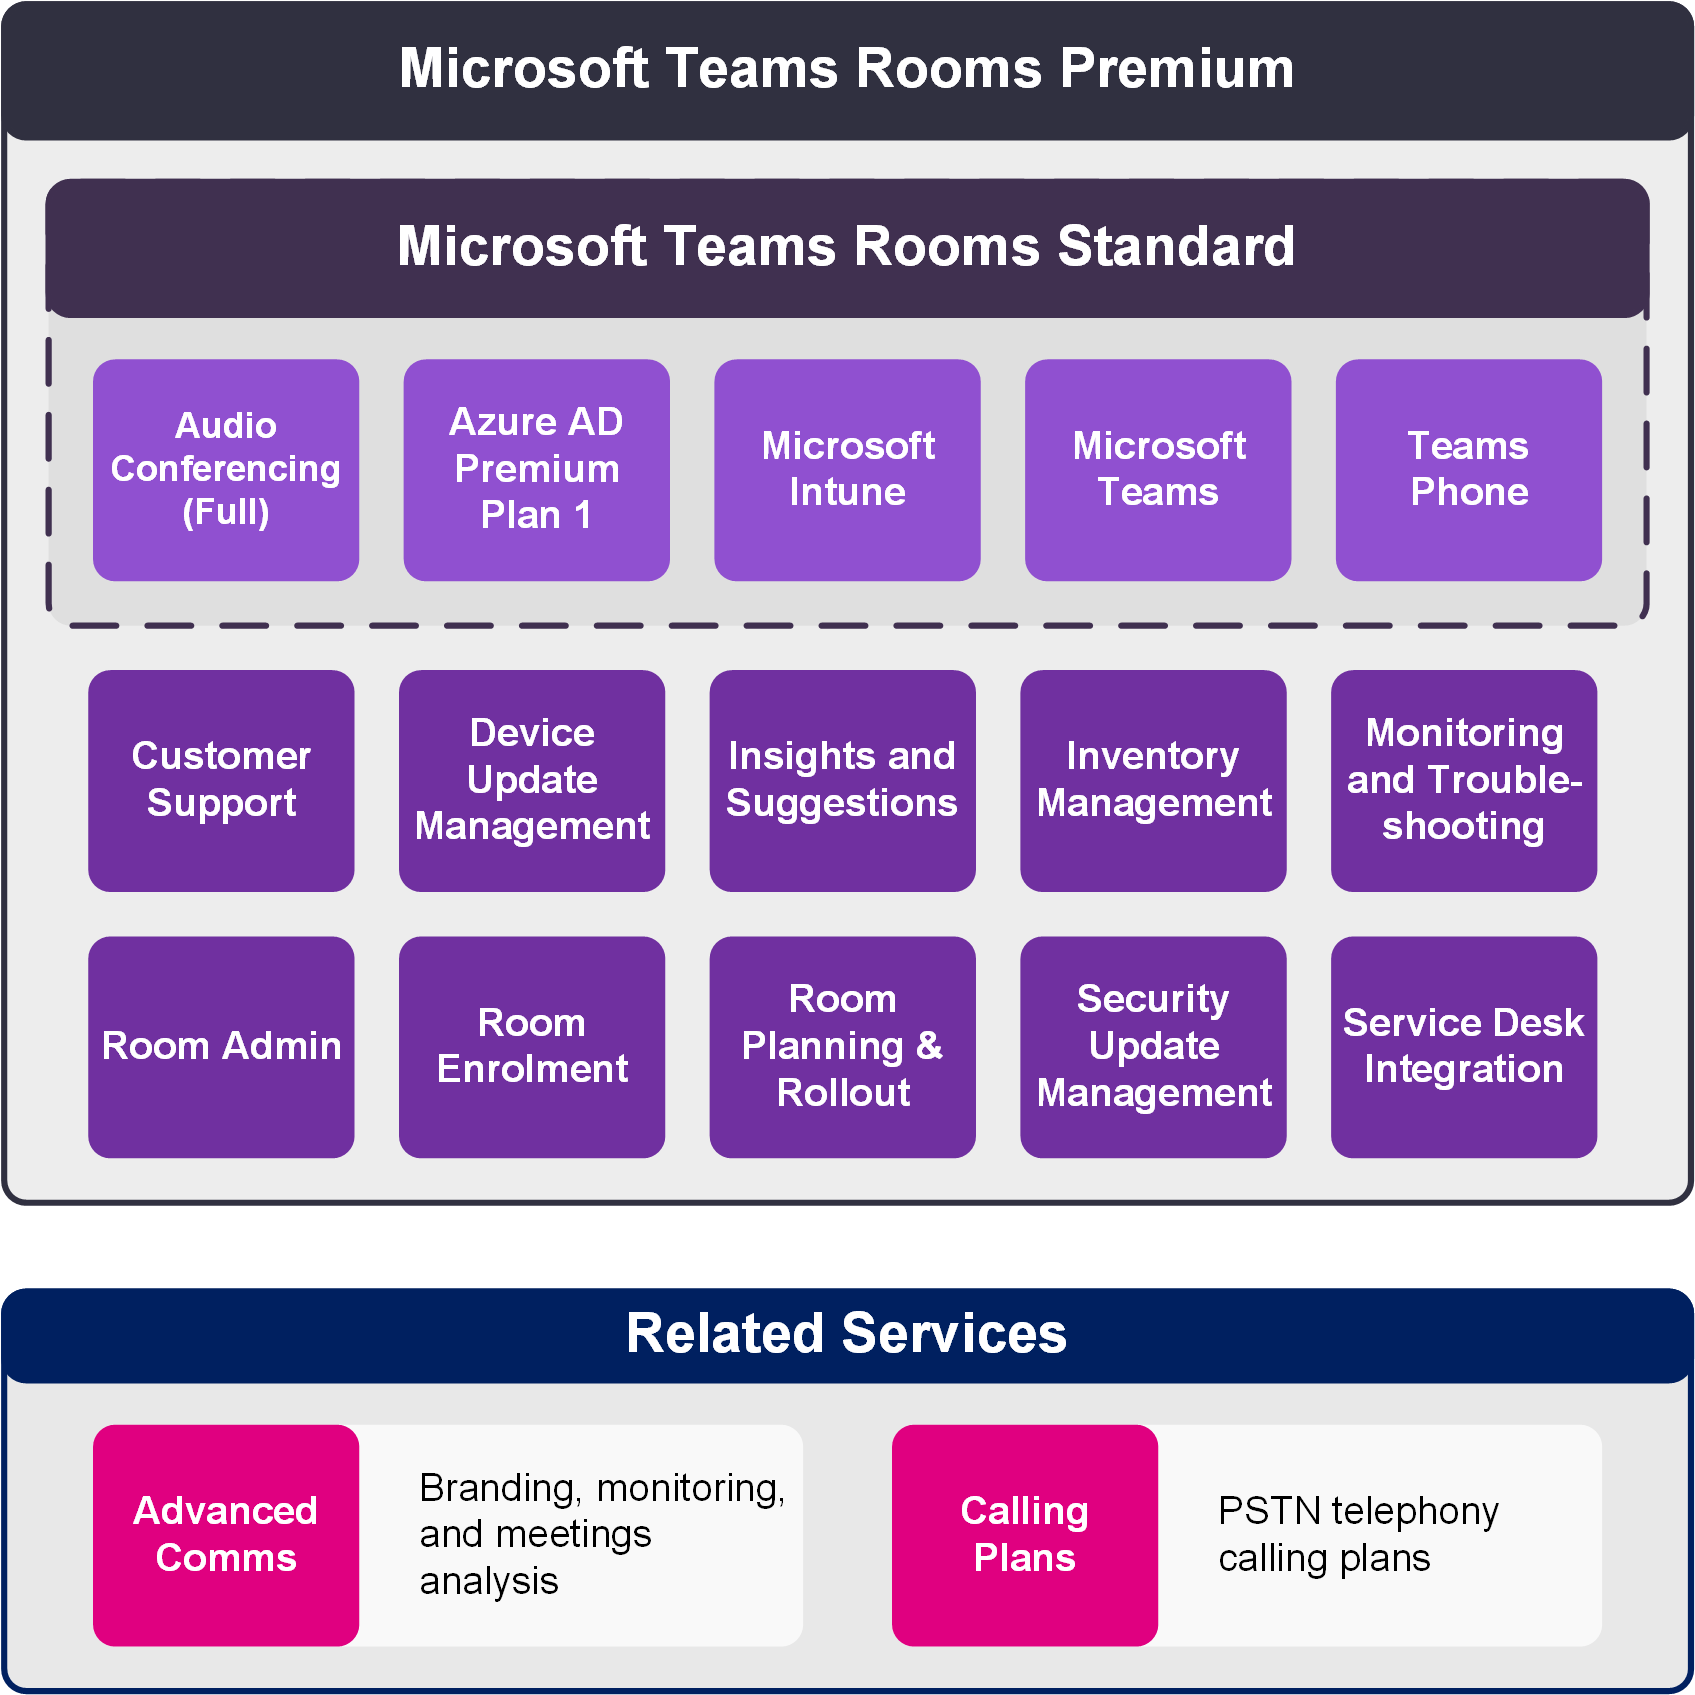 Microsoft Teams Rooms Premium
Microsoft Teams Rooms Standard
Audio
Conferencing
(Full)
Azure AD
Premium
Plan 1
Microsoft
Intune
Microsoft
Teams
Teams
Phone
Customer
Support
Device
Update
Management
Insights and
Suggestions
Inventory
Management
Monitoring
and Trouble-
shooting
Room Admin
Room
Enrolment
Room
Planning &
Rollout
Security
Update
Management
Service Desk
Integration
Related Services
Advanced
Comms
Branding, monitoring,
and meetings
analysis
Calling
Plans
PSTN telephony
calling plans